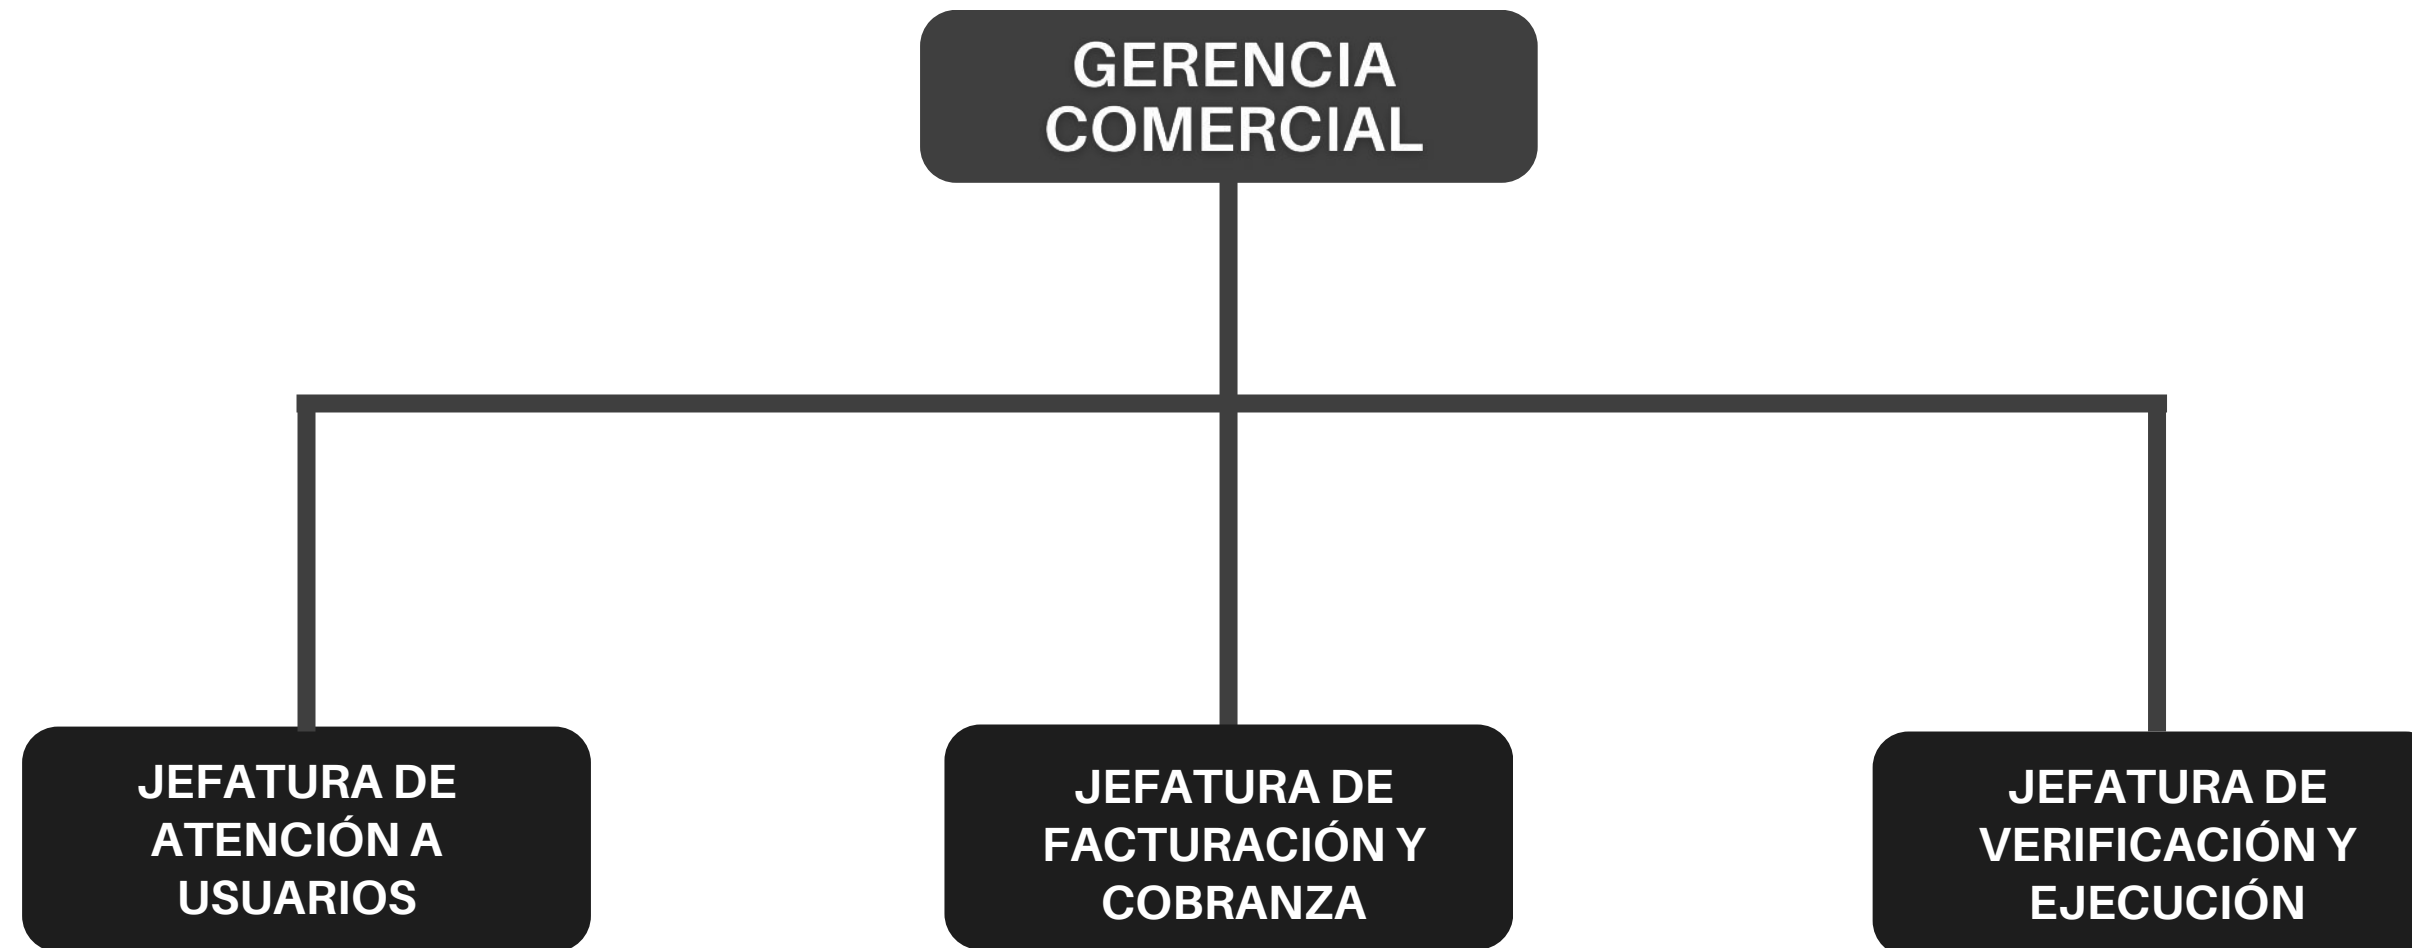 GERENCIA
COMERCIAL
JEFATURA DE
ATENCIÓN A
USUARIOS
JEFATURA DE
FACTURACIÓN Y
COBRANZA
JEFATURA DE
VERIFICACIÓN Y
EJECUCIÓN